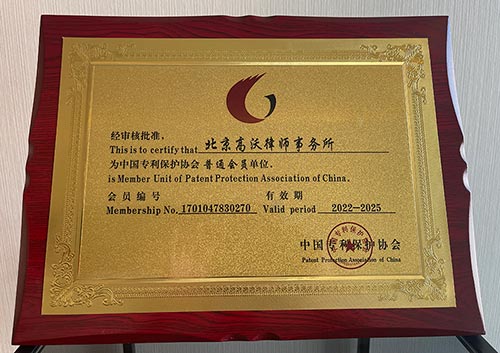 经审核批准，
This is to certify that 北京高沃律师事务所
为中国专利保护协会 普通会员单位。
is Member Unit of Patent Protection Association of China.
会员编号 有效期
Membership No. 1701047830270 Valid period 2022—2025
中国专利保护协会
Patent Protection Association of China